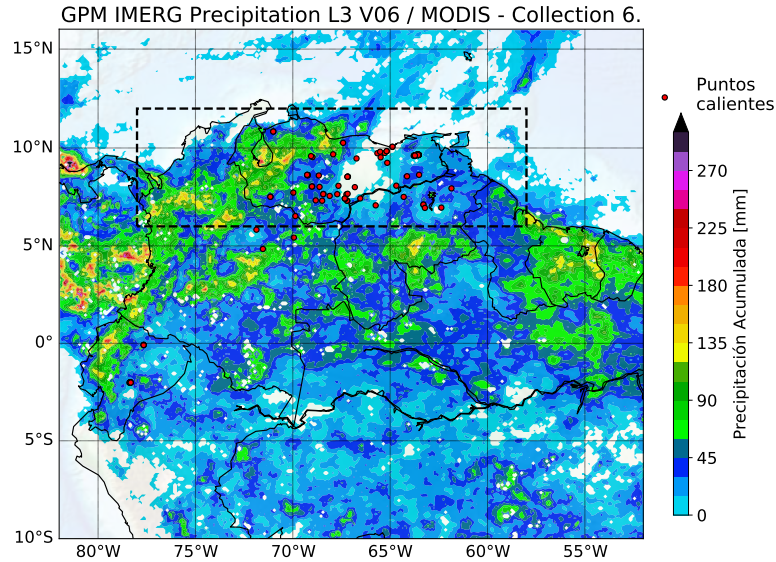 GPM IMERG Precipitation L3 V06 / MODIS - Collection 6.
15°N
10°N
5°N
0°
5°S
10°S
80°W
75°W
70°W
65°W
60°W
55°W
Puntos
calientes
270
225
180
135
90
45
0
Precipitación Acumulada [mm]